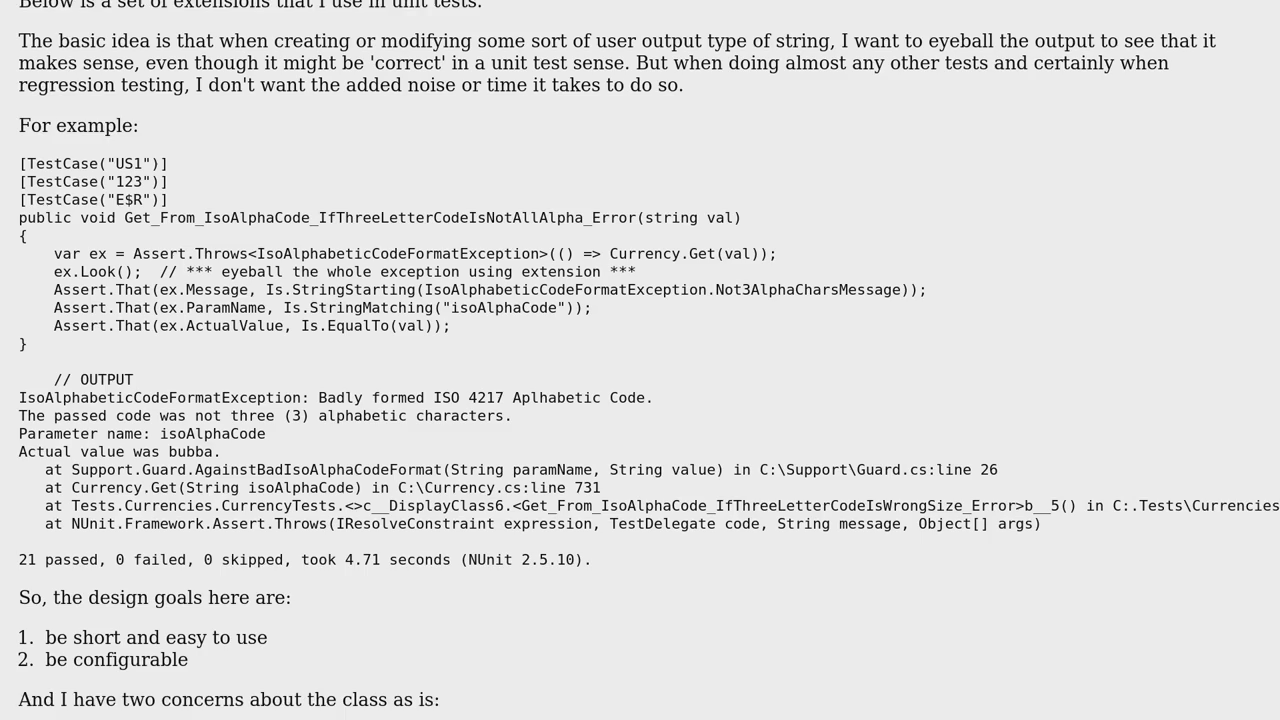 Below is a set of extensions that I use in unit tests.
The basic idea is that when creating or modifying some sort of user output type of string, I want to eyeball the output to see that it
makes sense, even though it might be 'correct' in a unit test sense. But when doing almost any other tests and certainly when
regression testing, I don't want the added noise or time it takes to do so.
For example:
[TestCase("US1")]
[TestCase("123")]
[TestCase("E$R")]
public void Get_From_IsoAlphaCode_IfThreeLetterCodeIsNotAllAlpha_Error(string val)
{
    var ex = Assert.Throws<IsoAlphabeticCodeFormatException>(() => Currency.Get(val));
    ex.Look();  // *** eyeball the whole exception using extension ***
    Assert.That(ex.Message, Is.StringStarting(IsoAlphabeticCodeFormatException.Not3AlphaCharsMessage));
    Assert.That(ex.ParamName, Is.StringMatching("isoAlphaCode"));
    Assert.That(ex.ActualValue, Is.EqualTo(val));
}
    // OUTPUT
IsoAlphabeticCodeFormatException: Badly formed ISO 4217 Aplhabetic Code.
The passed code was not three (3) alphabetic characters.
Parameter name: isoAlphaCode
Actual value was bubba.
   at Support.Guard.AgainstBadIsoAlphaCodeFormat(String paramName, String value) in C:\Support\Guard.cs:line 26
   at Currency.Get(String isoAlphaCode) in C:\Currency.cs:line 731
   at Tests.Currencies.CurrencyTests.<>c__DisplayClass6.<Get_From_IsoAlphaCode_IfThreeLetterCodeIsWrongSize_Error>b__5() in C:.Tests\Currencies
   at NUnit.Framework.Assert.Throws(IResolveConstraint expression, TestDelegate code, String message, Object[] args)
21 passed, 0 failed, 0 skipped, took 4.71 seconds (NUnit 2.5.10).
So, the design goals here are:
1. be short and easy to use
2. be configurable
And I have two concerns about the class as is: